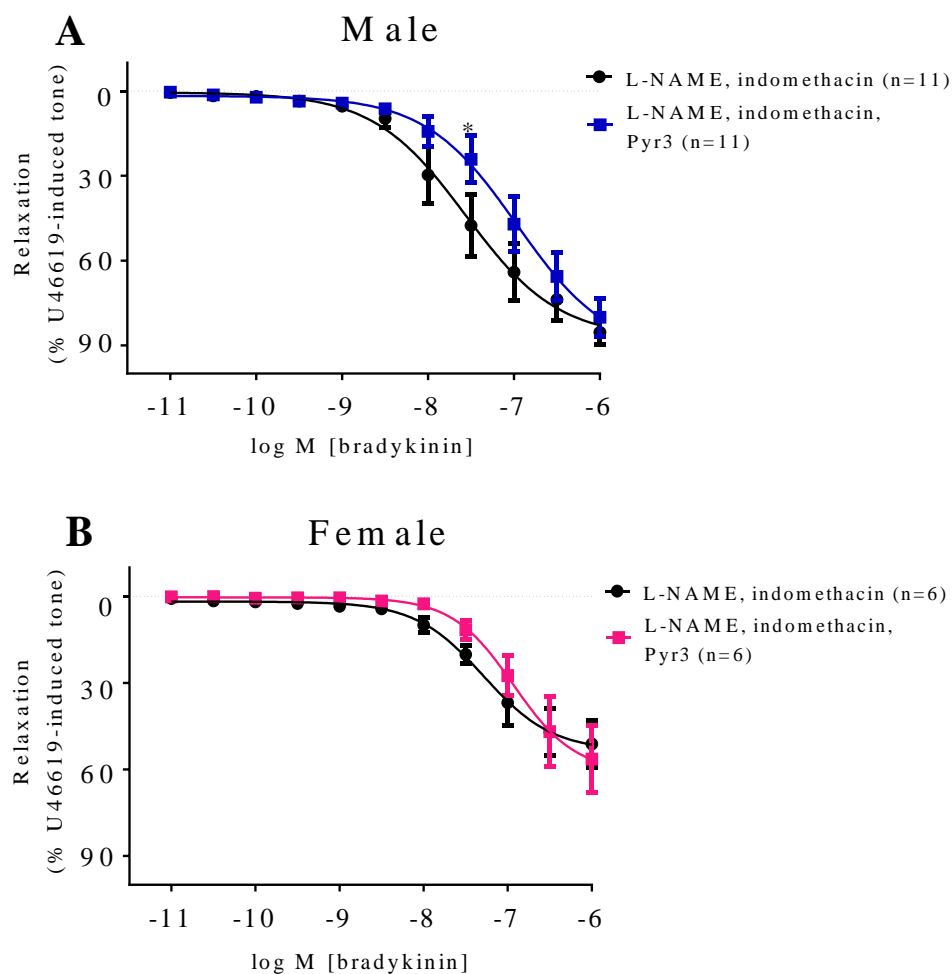 A
Male
L-NAME, indomethacin (n=11)
L-NAME, indomethacin,
Pyr3 (n=11)
Relaxation
(% U46619-induced tone)
0
30
60
90
*
-11 -10 -9 -8 -7 -6
log M [bradykinin]
B
Female
L-NAME, indomethacin (n=6)
L-NAME, indomethacin,
Pyr3 (n=6)
Relaxation
(% U46619-induced tone)
0
30
60
90
-11 -10 -9 -8 -7 -6
log M [bradykinin]